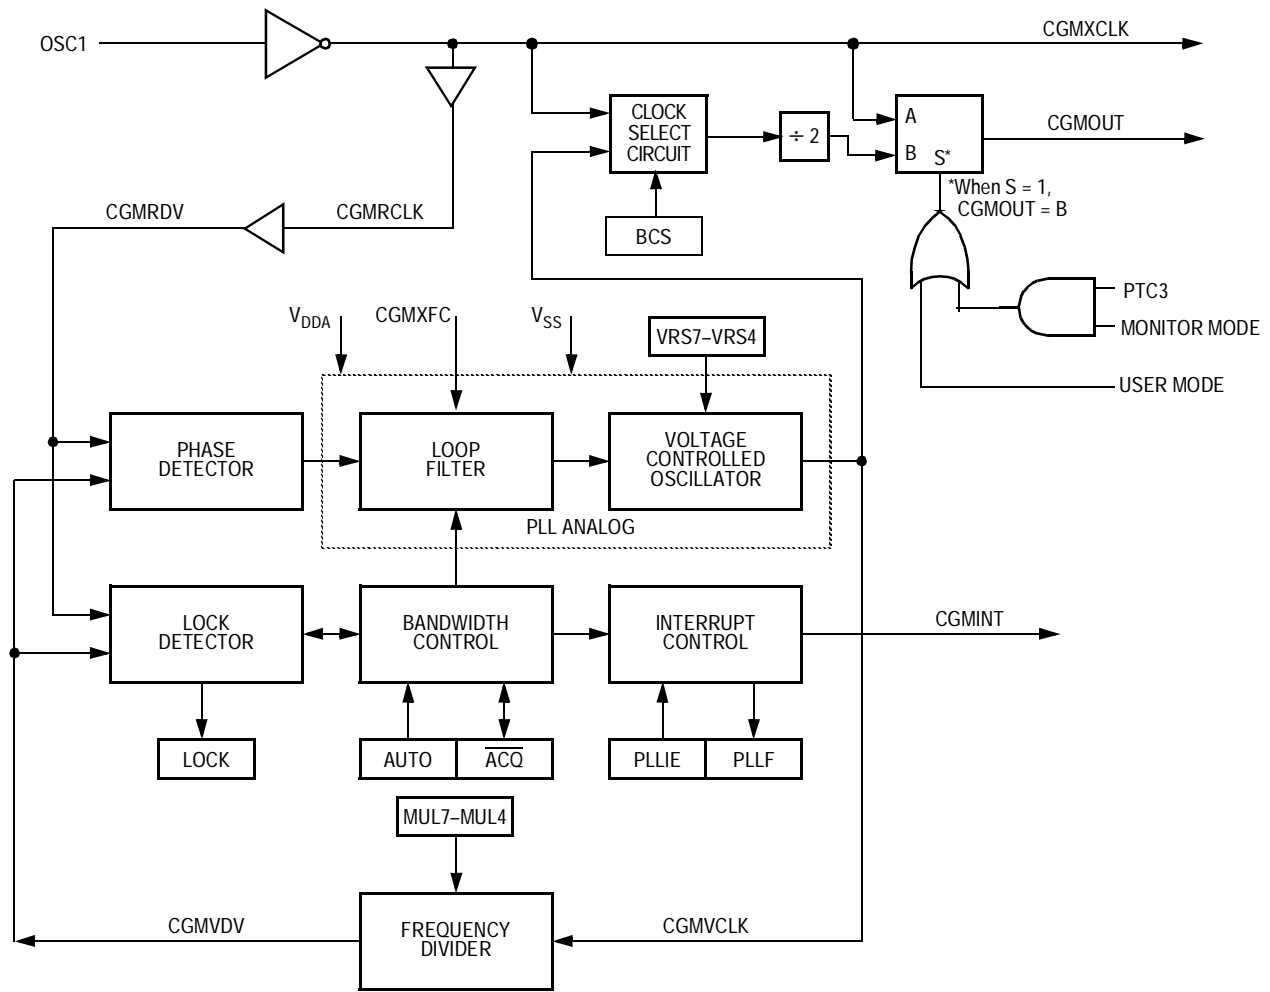 OSC1
CGMXCLK
CLOCK
SELECT
CIRCUIT
÷ 2
A
B
S*
CGMOUT
*When S = 1,
CGMOUT = B
CGMRDV
CGMRCLK
BCS
PTC3
MONITOR MODE
USER MODE
VDDA
CGMXFC
VSS
VRS7–VRS4
PHASE
DETECTOR
LOOP
FILTER
VOLTAGE
CONTROLLED
OSCILLATOR
PLL ANALOG
LOCK
DETECTOR
BANDWIDTH
CONTROL
INTERRUPT
CONTROL
CGMINT
LOCK
AUTO
ACQ
PLLIE
PLLF
MUL7–MUL4
CGMVDV
FREQUENCY
DIVIDER
CGMVCLK